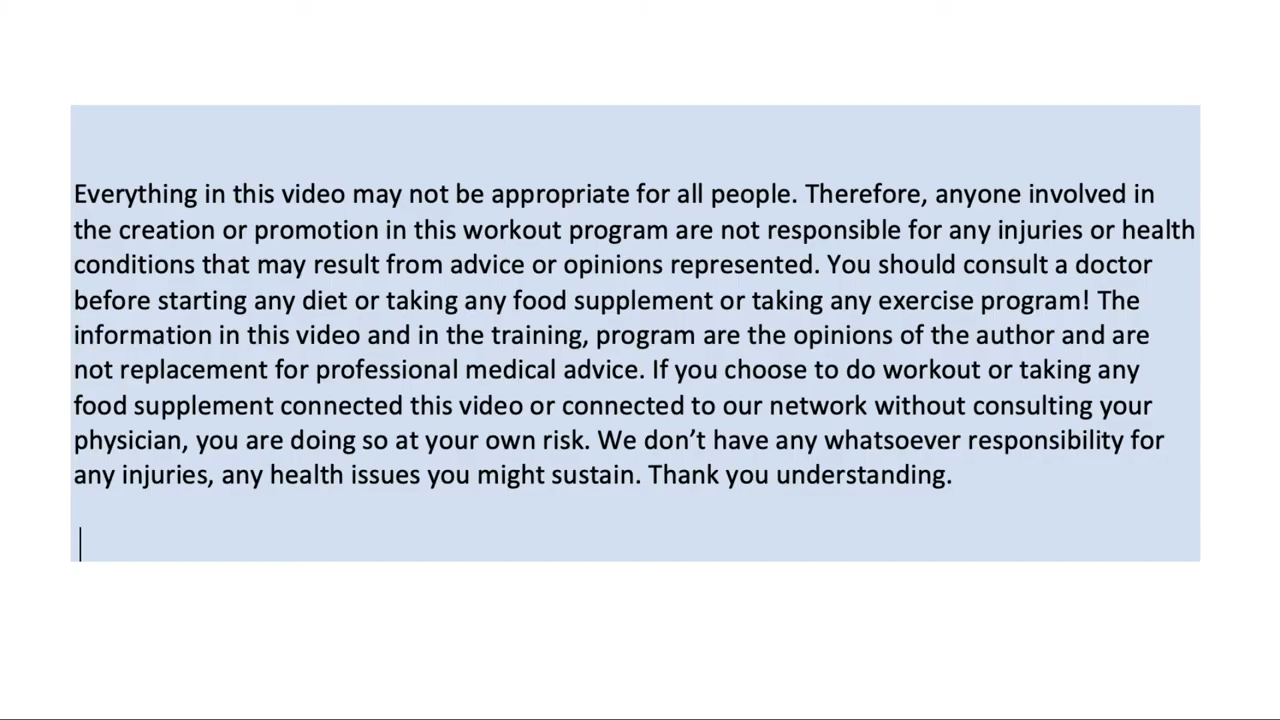 Everything in this video may not be appropriate for all people. Therefore, anyone involved in
the creation or promotion in this workout program are not responsible for any injuries or health
conditions that may result from advice or opinions represented. You should consult a doctor
before starting any diet or taking any food supplement or taking any exercise program! The
information in this video and in the training, program are the opinions of the author and are
not replacement for professional medical advice. If you choose to do workout or taking any
food supplement connected this video or connected to our network without consulting your
physician, you are doing so at your own risk. We don’t have any whatsoever responsibility for
any injuries, any health issues you might sustain. Thank you understanding.